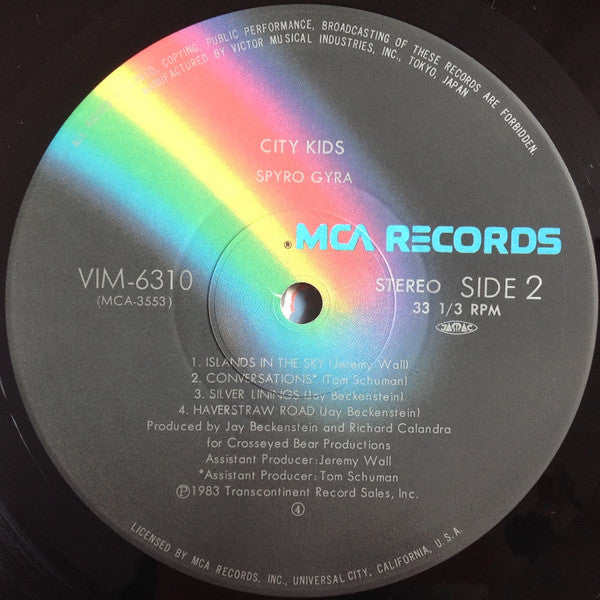 ALL RIGHTS RESERVED, COPYING, PUBLIC PERFORMANCE, BROADCASTING OF THESE RECORDS ARE FORBIDDEN.
MANUFACTURED BY VICTOR MUSICAL INDUSTRIES, INC., TOKYO, JAPAN
CITY KIDS
SPYRO GYRA
® MCA RECORDS
VIM-6310
(MCA-3553)
STEREO SIDE 2
33 1/3 RPM
JASRAC
1. ISLANDS IN THE SKY (Jeremy Wall)
2. CONVERSATIONS* (Tom Schuman)
3. SILVER LININGS (Jay Beckenstein)
4. HAVERSTRAW ROAD (Jay Beckenstein)
Produced by Jay Beckenstein and Richard Calandra
for Crosseyed Bear Productions
Assistant Producer: Jeremy Wall
*Assistant Producer: Tom Schuman
Ⓟ1983 Transcontinent Record Sales, Inc.
④
LICENSED BY MCA RECORDS, INC., UNIVERSAL CITY, CALIFORNIA, U.S.A.